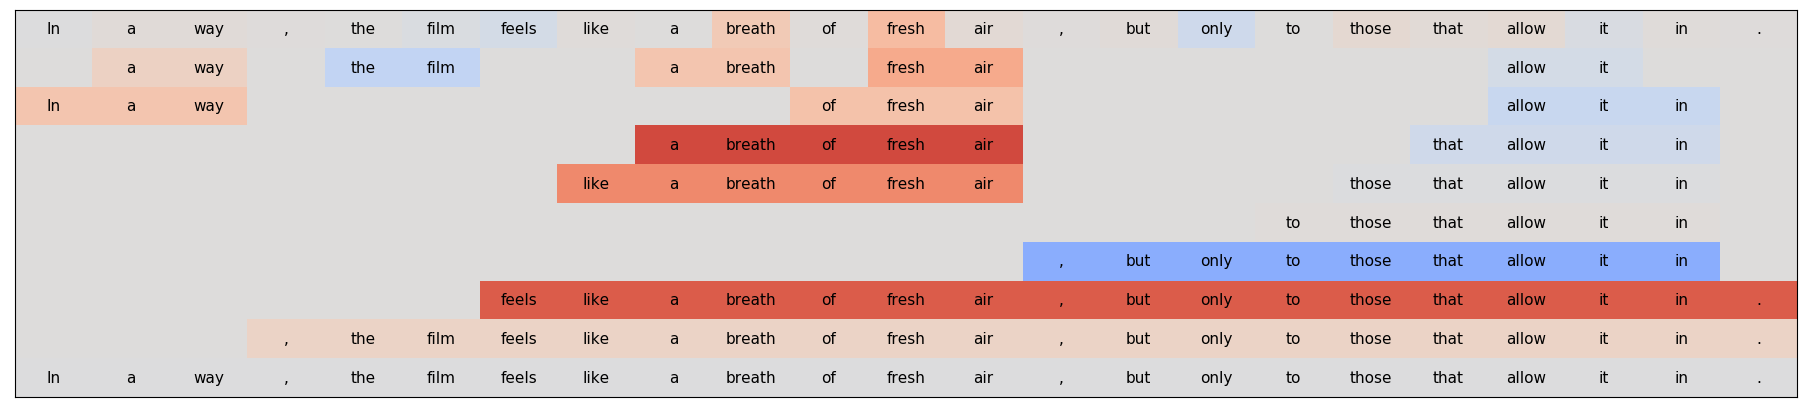 In a way , the film feels like a breath of fresh air , but only to those that allow it in .
a way the film a breath fresh air allow it
In a way of fresh air allow it in
a breath of fresh air that allow it in
like a breath of fresh air those that allow it in
to those that allow it in
, but only to those that allow it in
feels like a breath of fresh air , but only to those that allow it in .
, the film feels like a breath of fresh air , but only to those that allow it in .
In a way , the film feels like a breath of fresh air , but only to those that allow it in .